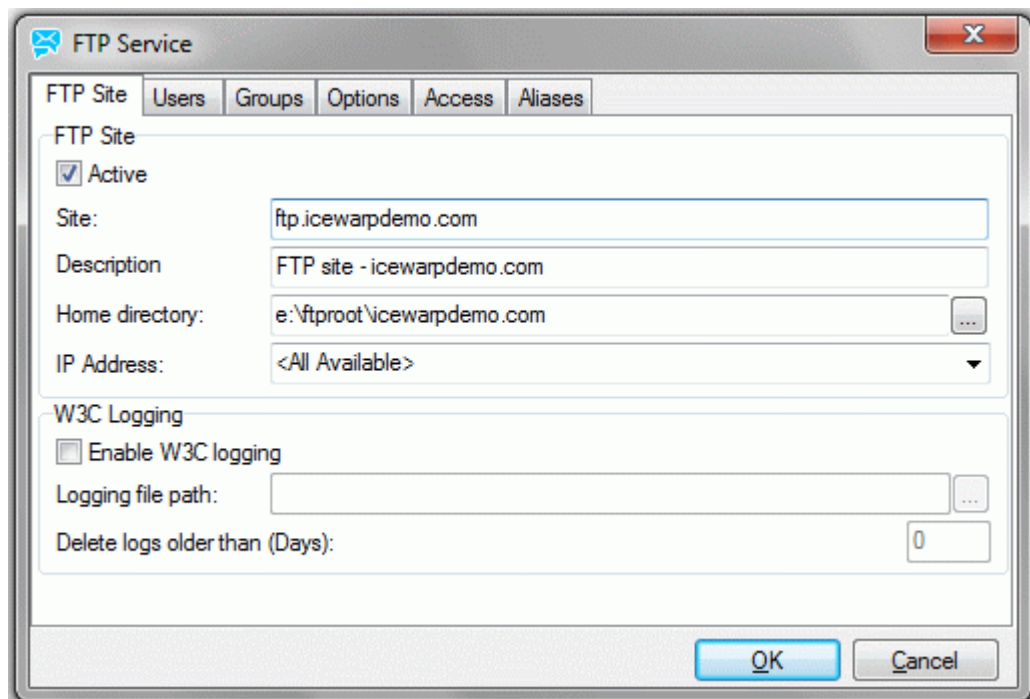 FTP Service
FTP Site Users Groups Options Access Aliases
FTP Site
Active
Site: ftp.icewarpdemo.com
Description FTP site - icewarpdemo.com
Home directory: e:\ftproot\icewarpdemo.com ...
IP Address: <All Available>
W3C Logging
Enable W3C logging
Logging file path: ...
Delete logs older than (Days): 0
OK Cancel